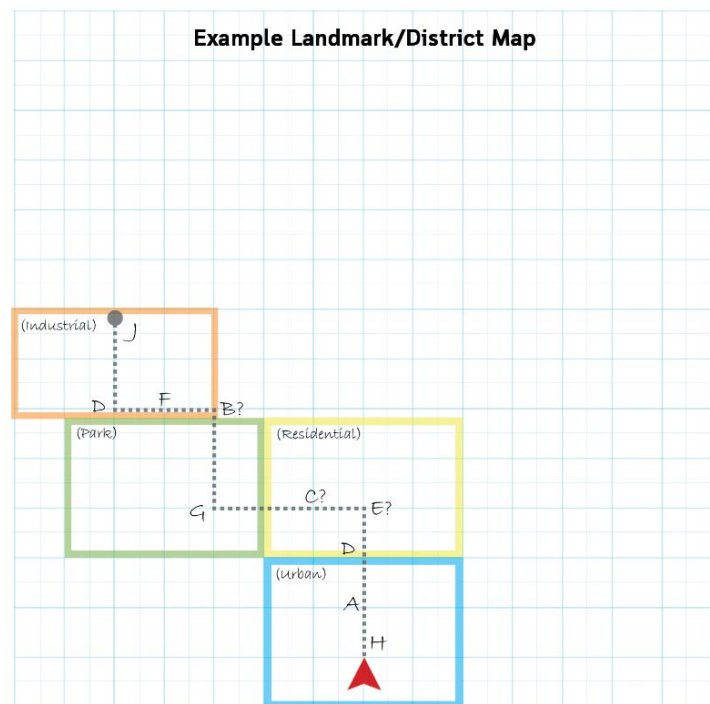 Example Landmark/District Map
(Industrial)
J
D
F
B?
(Park)
(Residential)
G
C?
E?
D
(Urban)
A
H